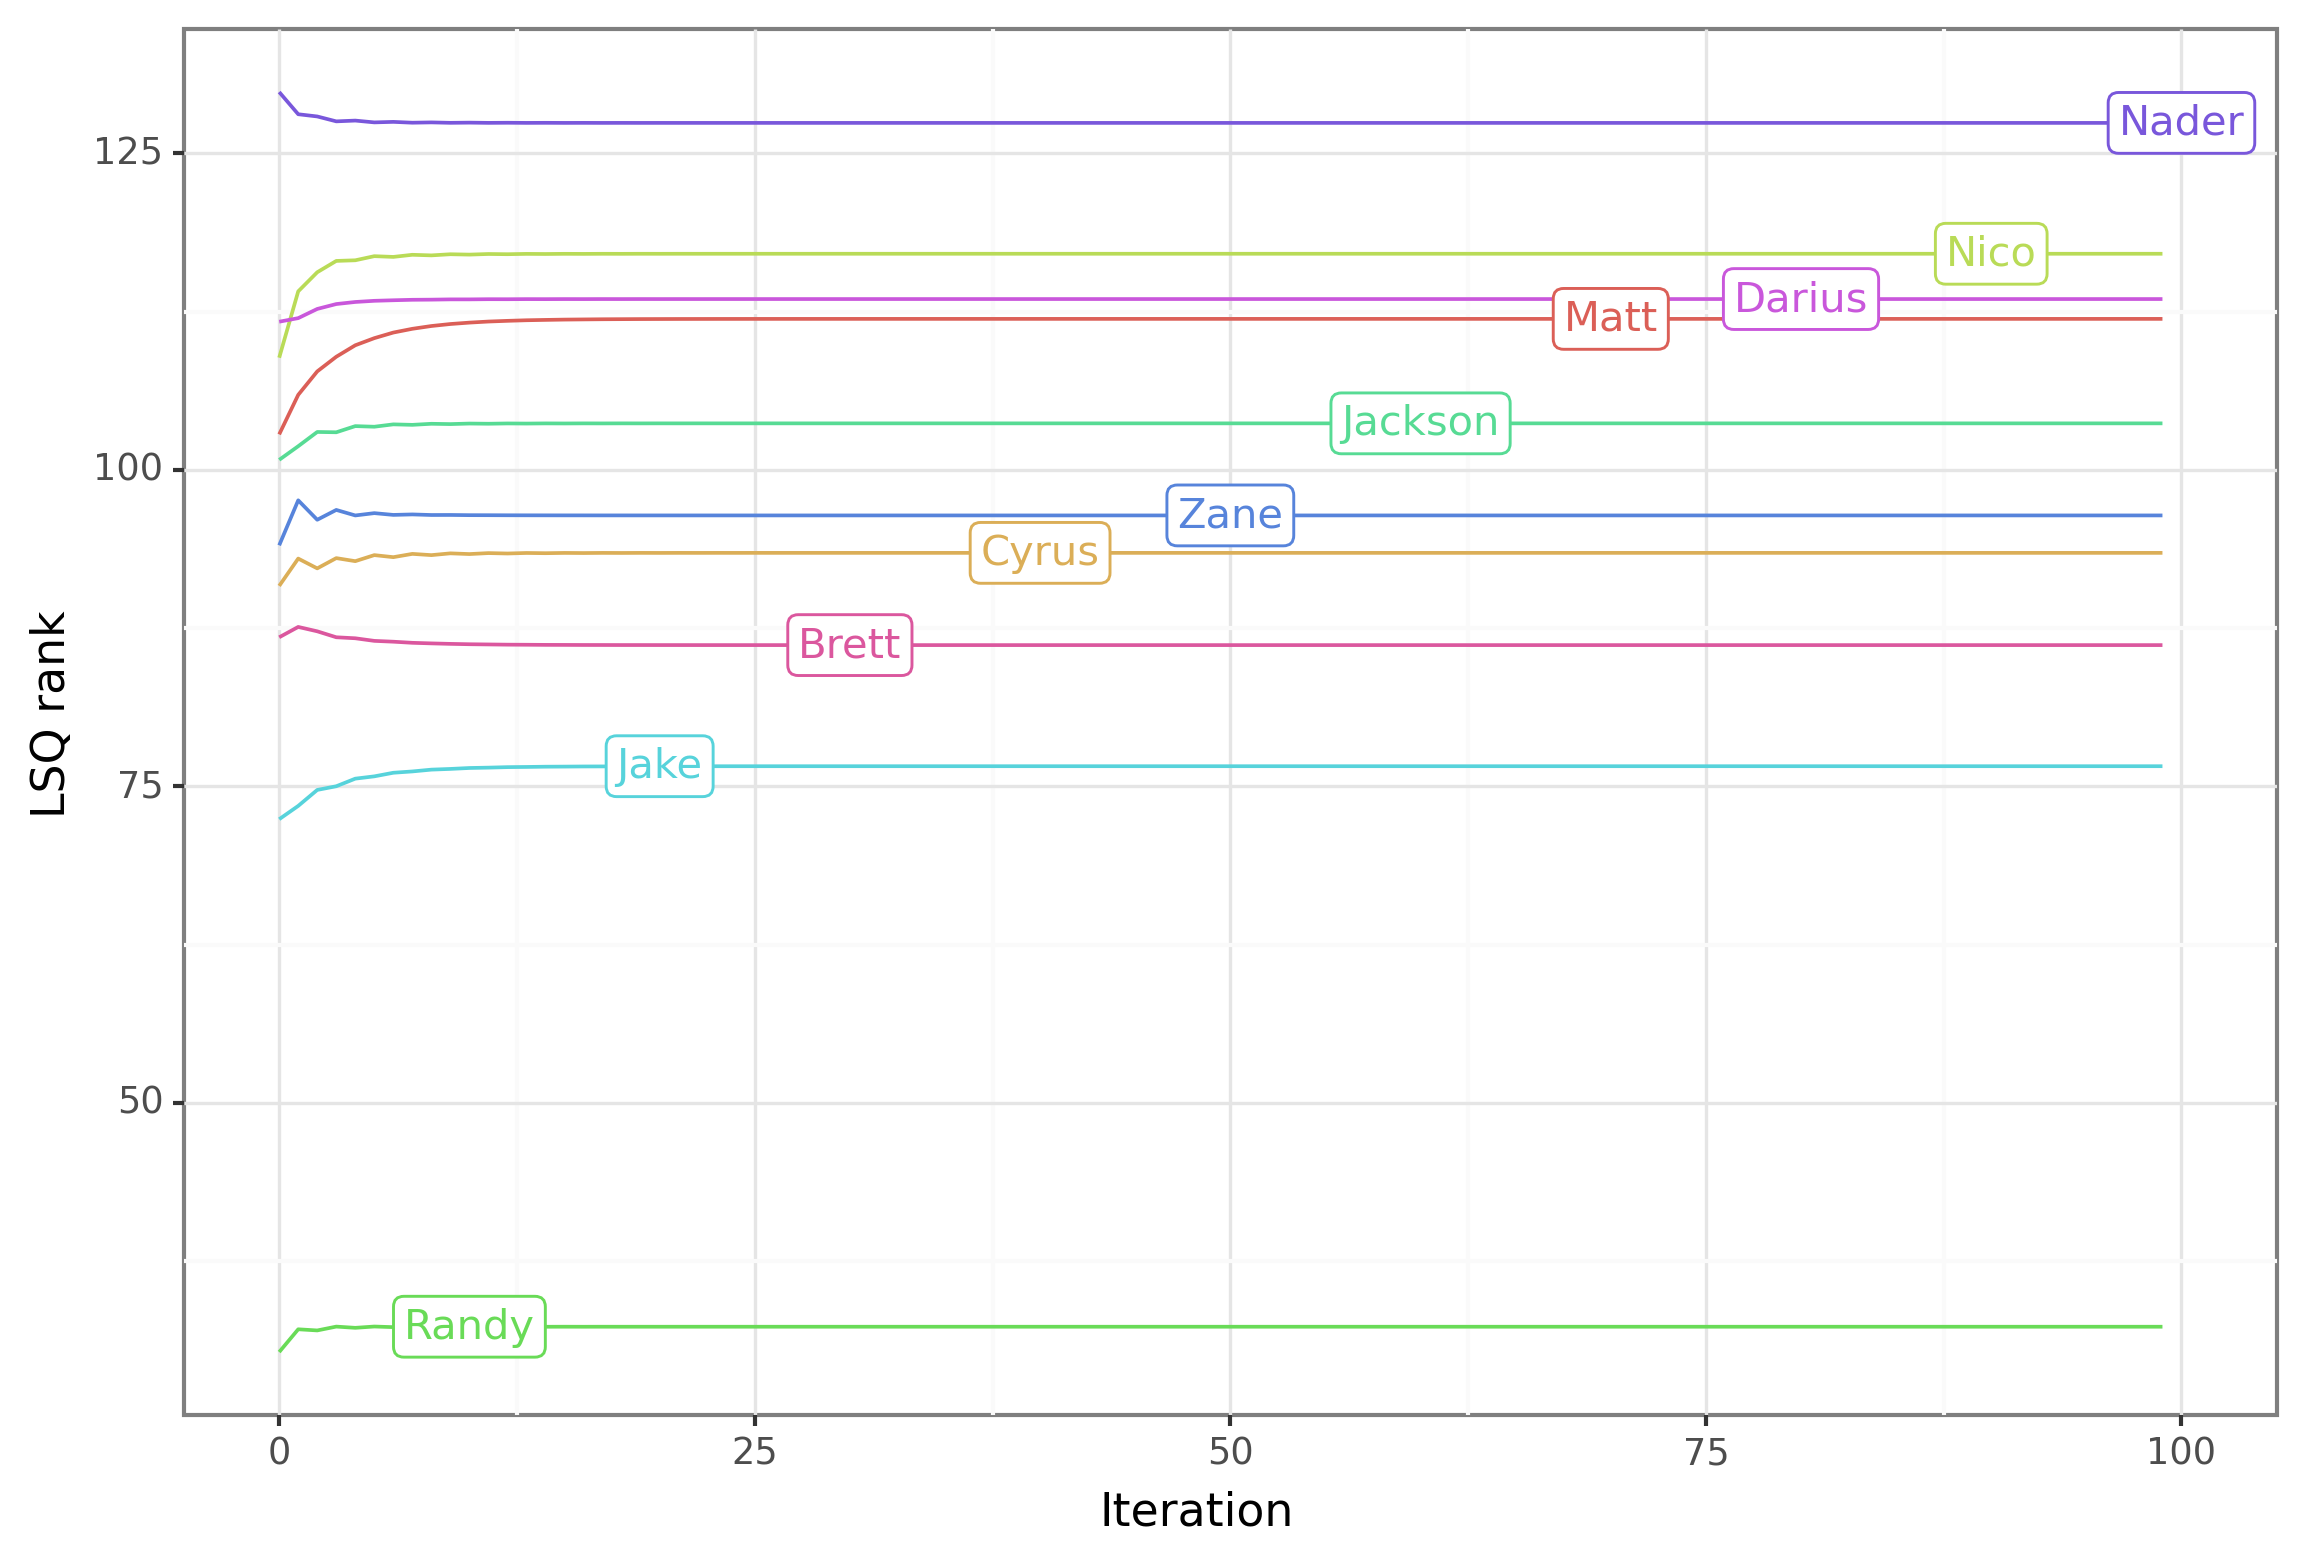 Nader
125
Nico
Darius
Matt
Jackson
100
Zane
Cyrus
Brett
Jake
75
50
Randy
0 25 50 75 100
Iteration
LSQ rank